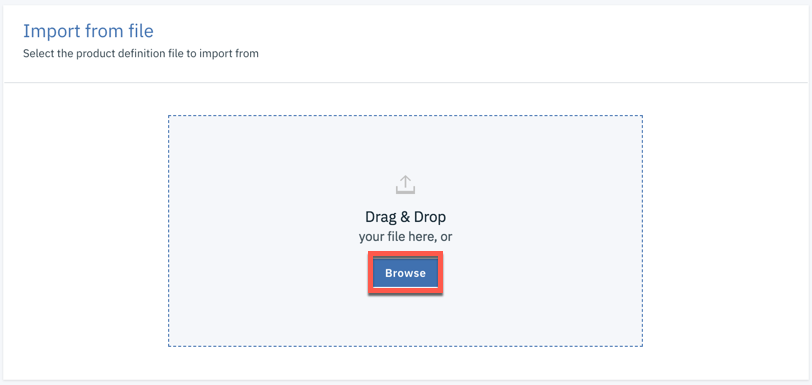 Import from file
Select the product definition file to import from
Drag & Drop
your file here, or
Browse